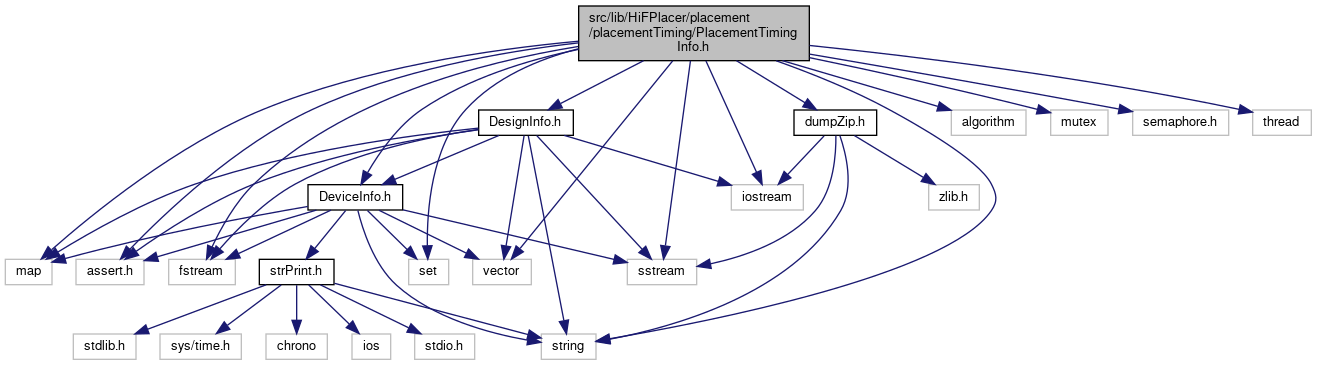 src/lib/HiFPlacer/placement
/placementTiming/PlacementTiming
Info.h
DesignInfo.h
dumpZip.h
algorithm
mutex
semaphore.h
thread
DeviceInfo.h
iostream
zlib.h
map
assert.h
fstream
strPrint.h
set
vector
sstream
stdlib.h
sys/time.h
chrono
ios
stdio.h
string